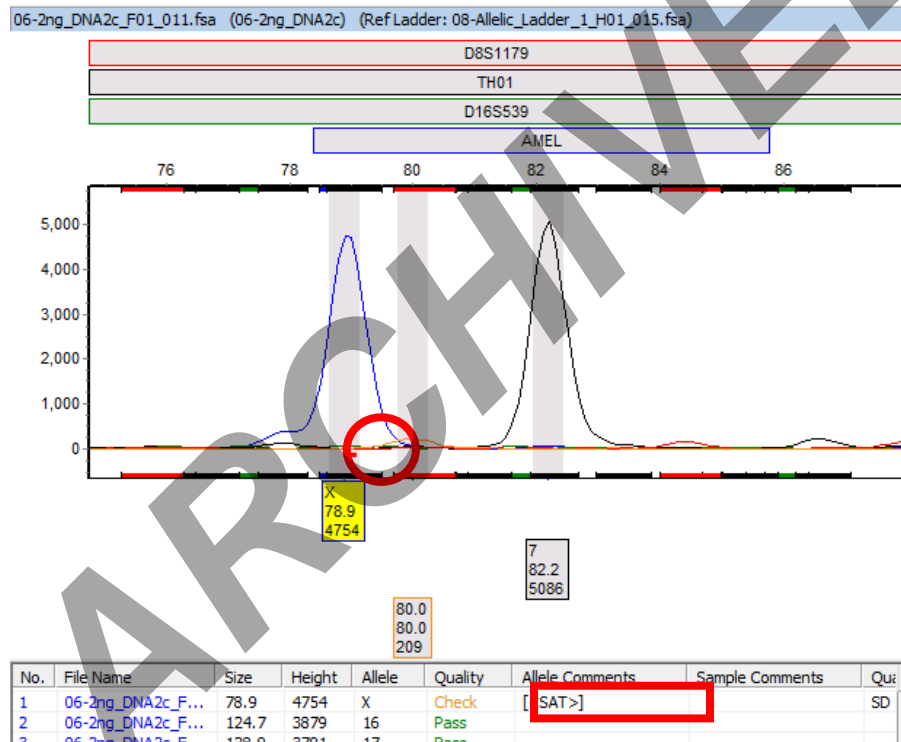 06-2ng_DNA2c_F01_011.fsa (06-2ng_DNA2c) (Ref Ladder: 08-Allelic_Ladder_1_H01_015.fsa)
D8S1179
TH01
D16S539
AMEL
76 78 80 82 84 86
5,000
4,000
3,000
2,000
1,000
0
X
78.9
4754
7
82.2
5086
80.0
80.0
209
No. File Name Size Height Allele Quality Allele Comments Sample Comments
1 06-2ng_DNA2c_F... 78.9 4754 X Check SAT>] SD
2 06-2ng_DNA2c_F... 124.7 3879 16 Pass
ARCHIVE